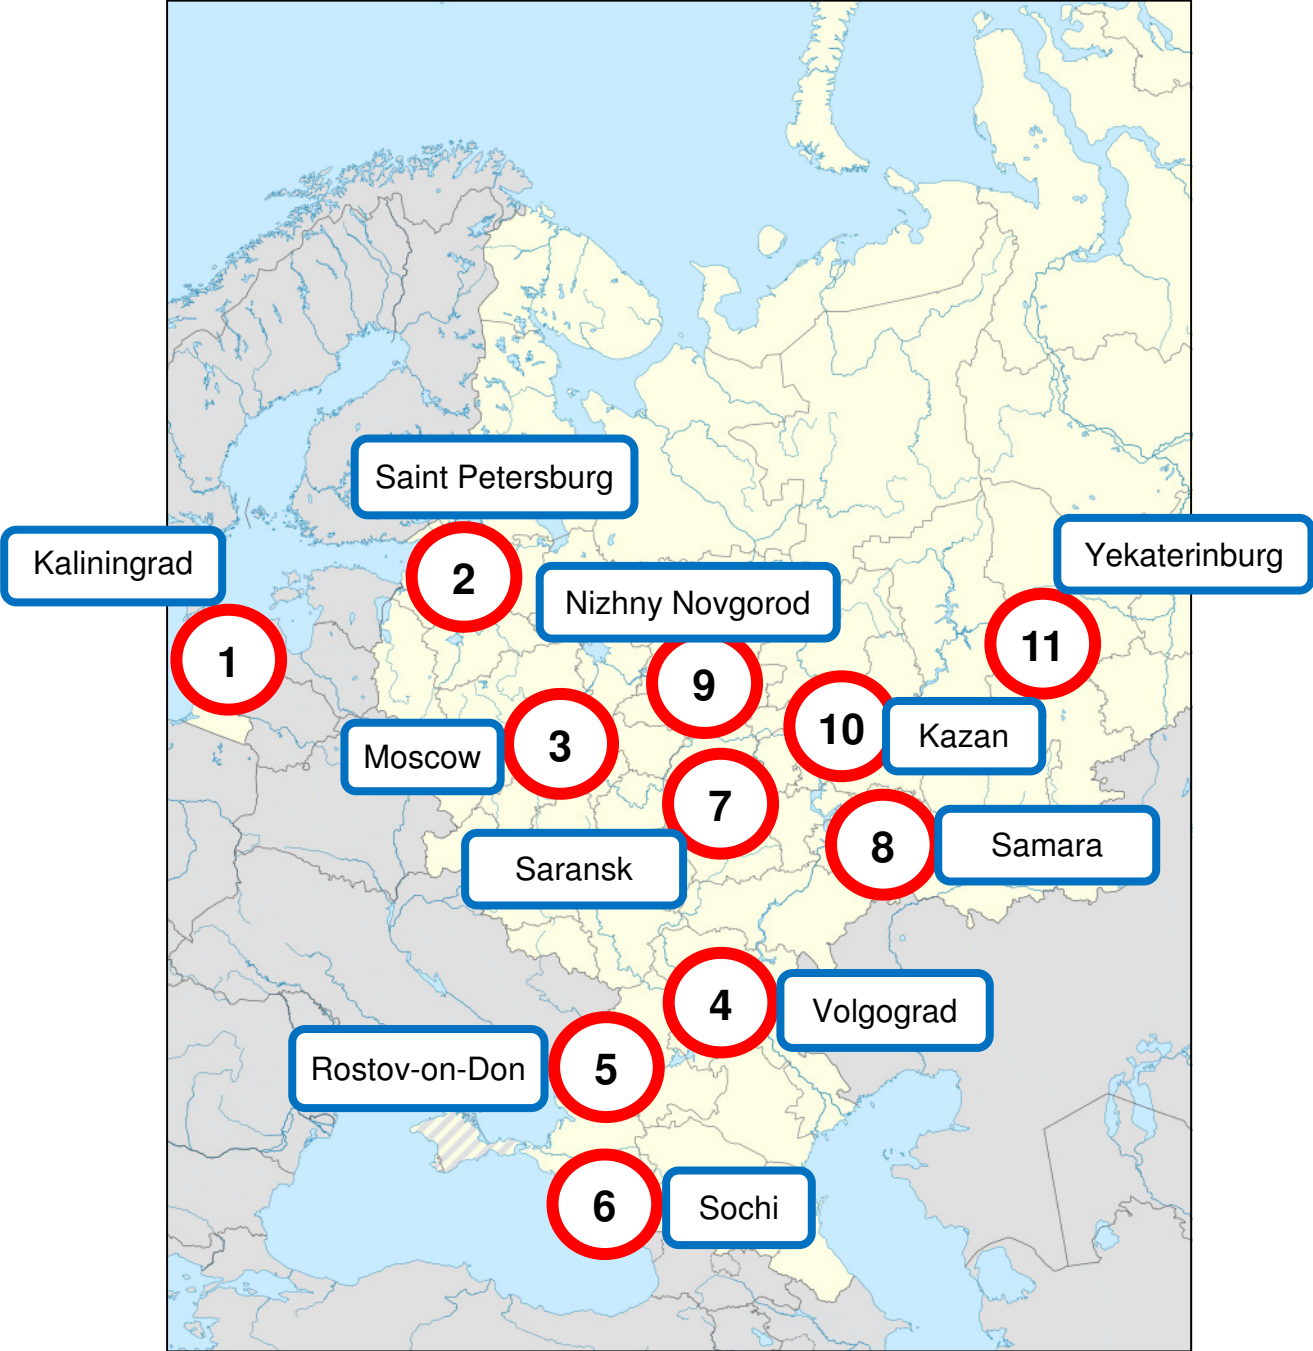 Saint Petersburg
Kaliningrad
2
Yekaterinburg
Nizhny Novgorod
1
11
9
Moscow
3
10
Kazan
7
Saransk
8
Samara
4
Volgograd
Rostov-on-Don
5
6
Sochi